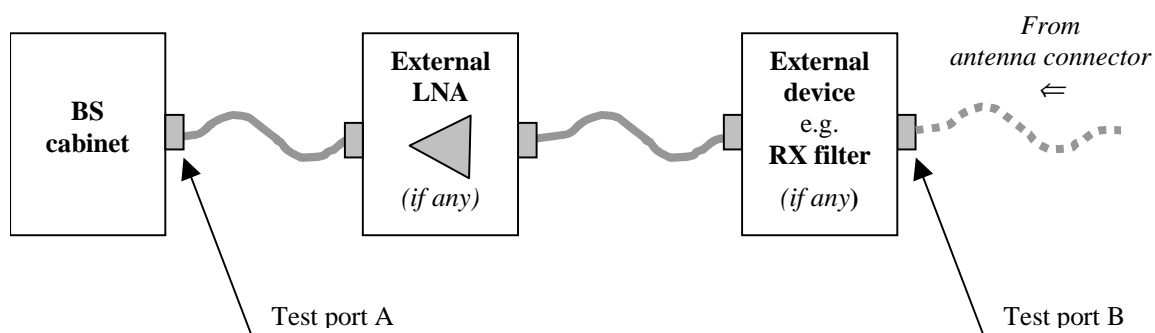 BS
cabinet
External
LNA
(if any)
External
device
e.g.
RX filter
(if any)
From
antenna connector
⇐
Test port A
Test port B